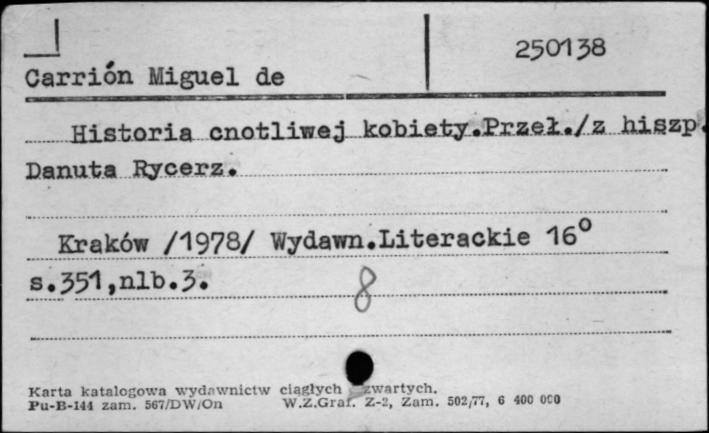 250138
Carrión Miguel de
Historia cnotliwej kobiety.Przeł./z hiszp.
Danuta Rycerz.
Kraków /1978/ Wydawn.Literackie 16°
s.351,nlb.3.
8
Karta katalogowa wydawnictw ciągłych zwartych.
Pu-B-144 zam. 567/DW/On W.Z.Graf. Z-2, Zam. 502/77, 6 400 000